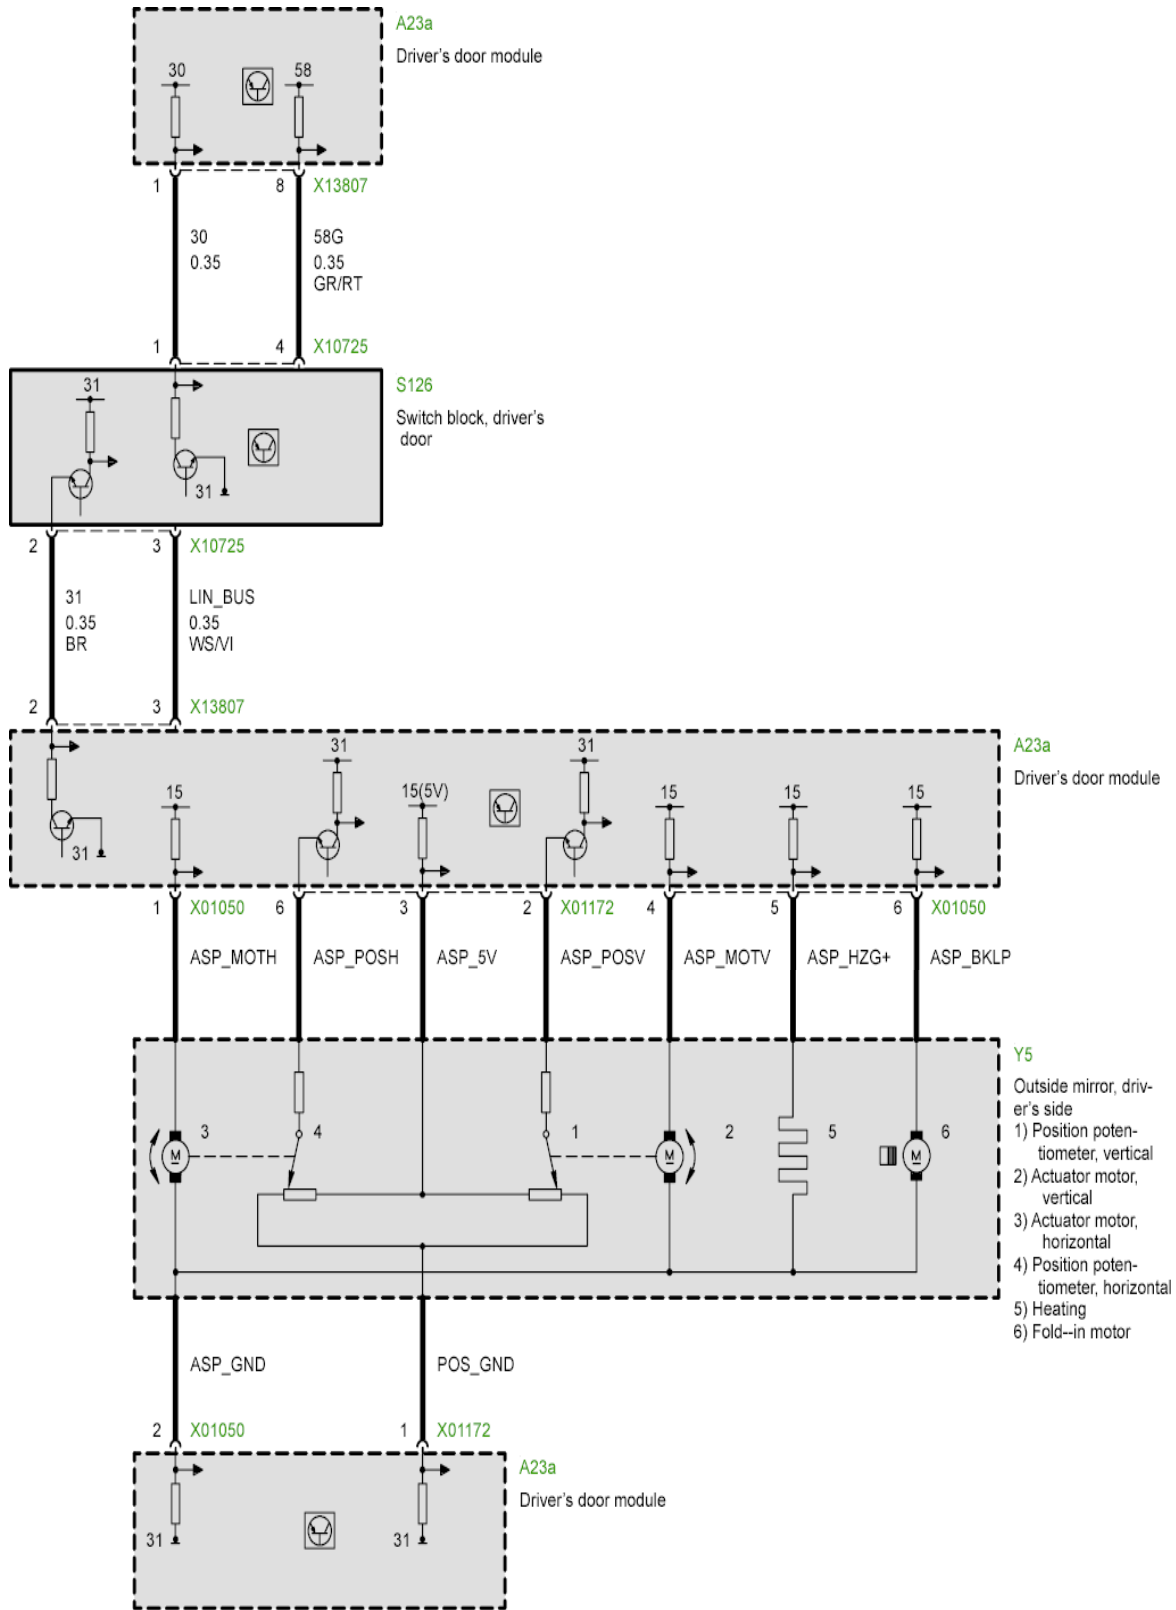 A23a
Driver's door module
30
58
1
8
X13807
30
0.35
58G
0.35
GR/RT
1
4
X10725
S126
Switch block, driver's
door
31
31
2
3
X10725
31
0.35
BR
LIN_BUS
0.35
WS/VI
2
3
X13807
A23a
Driver's door module
31
31
15
15(5V)
15
15
15
31
1
X01050
6
3
2
X01172
4
5
6
X01050
ASP_MOTH
ASP_POSH
ASP_5V
ASP_POSV
ASP_MOTV
ASP_HZG+
ASP_BKLP
Y5
Outside mirror, driv-
er's side
1) Position poten-
tiometer, vertical
2) Actuator motor,
vertical
3) Actuator motor,
horizontal
4) Position poten-
tiometer, horizontal
5) Heating
6) Fold--in motor
3
4
1
2
5
6
M
M
M
ASP_GND
POS_GND
2
X01050
1
X01172
A23a
Driver's door module
31
31